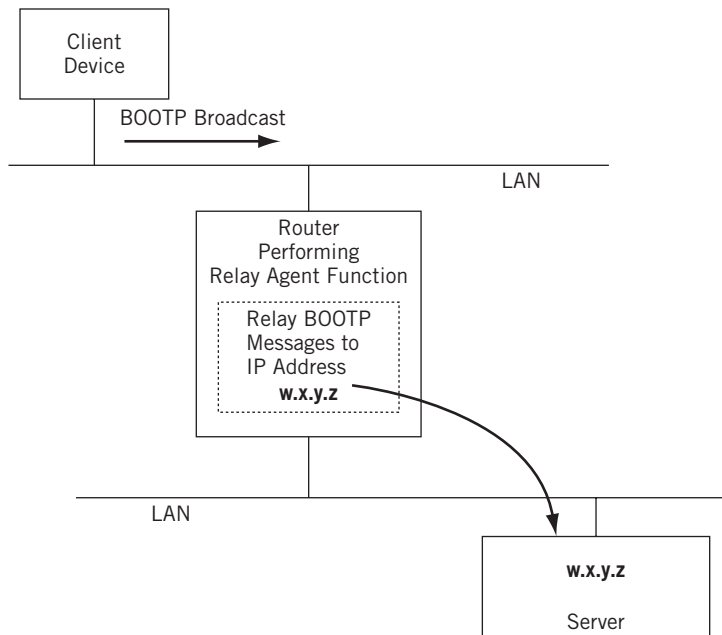 Client
Device
BOOTP Broadcast
LAN
Router
Performing
Relay Agent Function
Relay BOOTP
Messages to
IP Address
w.x.y.z
LAN
w.x.y.z
Server